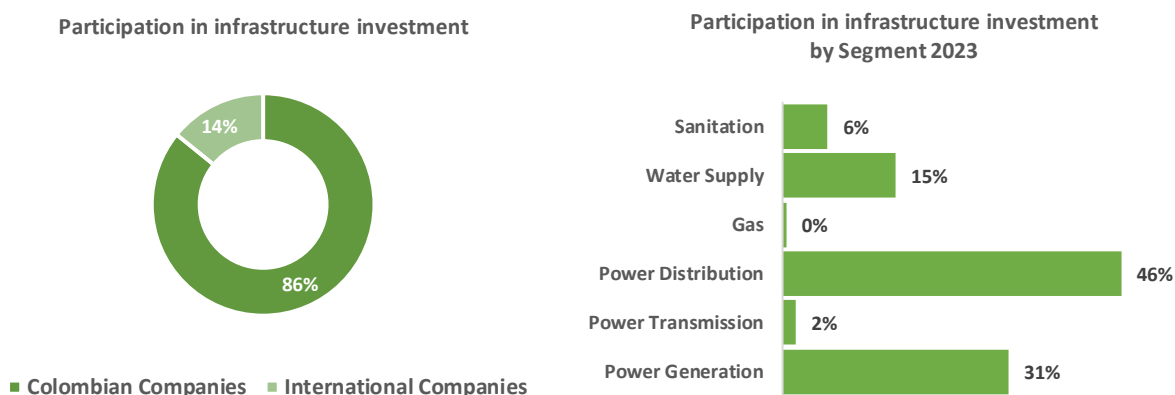 Participation in infrastructure investment
14%
86%
Colombian Companies
International Companies
Participation in infrastructure investment
by Segment 2023
Sanitation
6%
Water Supply
15%
Gas
0%
Power Distribution
46%
Power Transmission
2%
Power Generation
31%